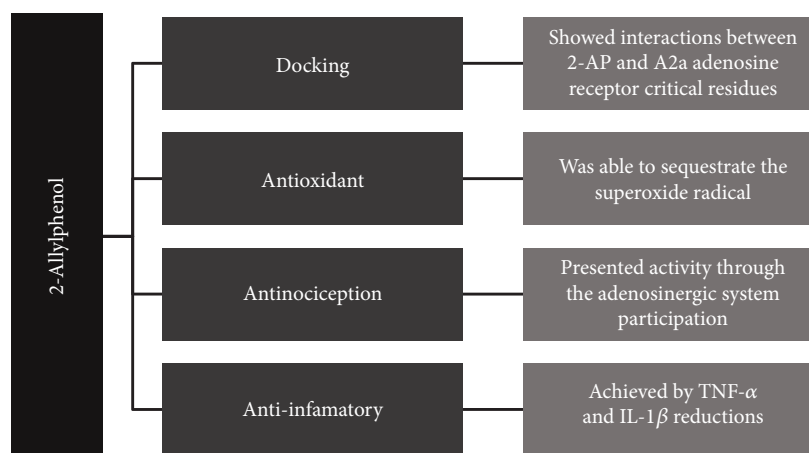 2-Allylphenol
Docking
Showed interactions between
2-AP and A2a adenosine
receptor critical residues
Antioxidant
Was able to sequestrate the
superoxide radical
Antinociception
Presented activity through
the adenosinergic system
participation
Anti-infamatory
Achieved by TNF-α
and IL-1β reductions